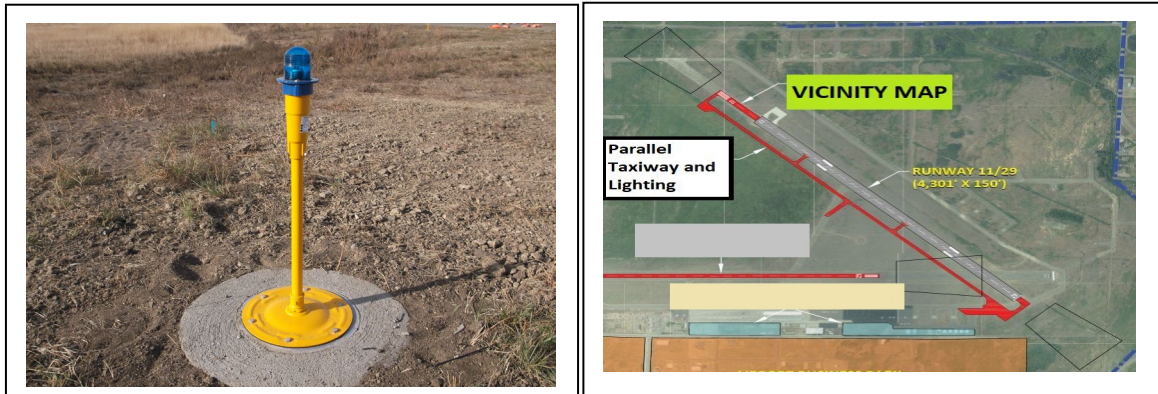 VICINITY MAP
Parallel
Taxiway and
Lighting
RUNWAY 11/29
(4,301' X 150')